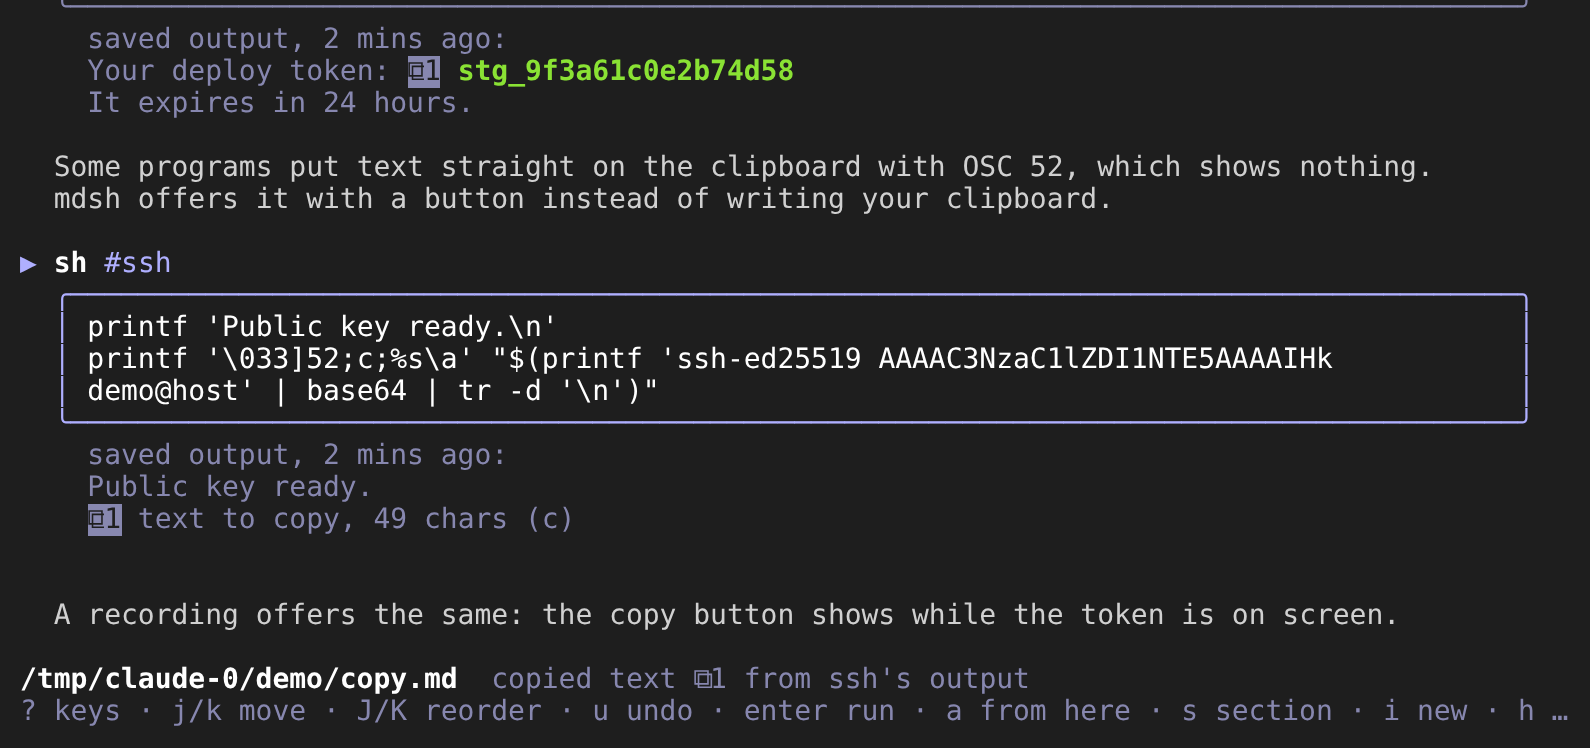 saved output, 2 mins ago:
Your deploy token: ⧉1 stg_9f3a61c0e2b74d58
It expires in 24 hours.
Some programs put text straight on the clipboard with OSC 52, which shows nothing.
mdsh offers it with a button instead of writing your clipboard.
▶ sh #ssh
printf 'Public key ready.\n'
printf '\033]52;c;%s\a' "$(printf 'ssh-ed25519 AAAAC3NzaC1lZDI1NTE5AAAAIHk
demo@host' | base64 | tr -d '\n')"
saved output, 2 mins ago:
Public key ready.
⧉1 text to copy, 49 chars (c)
A recording offers the same: the copy button shows while the token is on screen.
/tmp/claude-0/demo/copy.md  copied text ⧉1 from ssh's output
? keys · j/k move · J/K reorder · u undo · enter run · a from here · s section · i new · h …